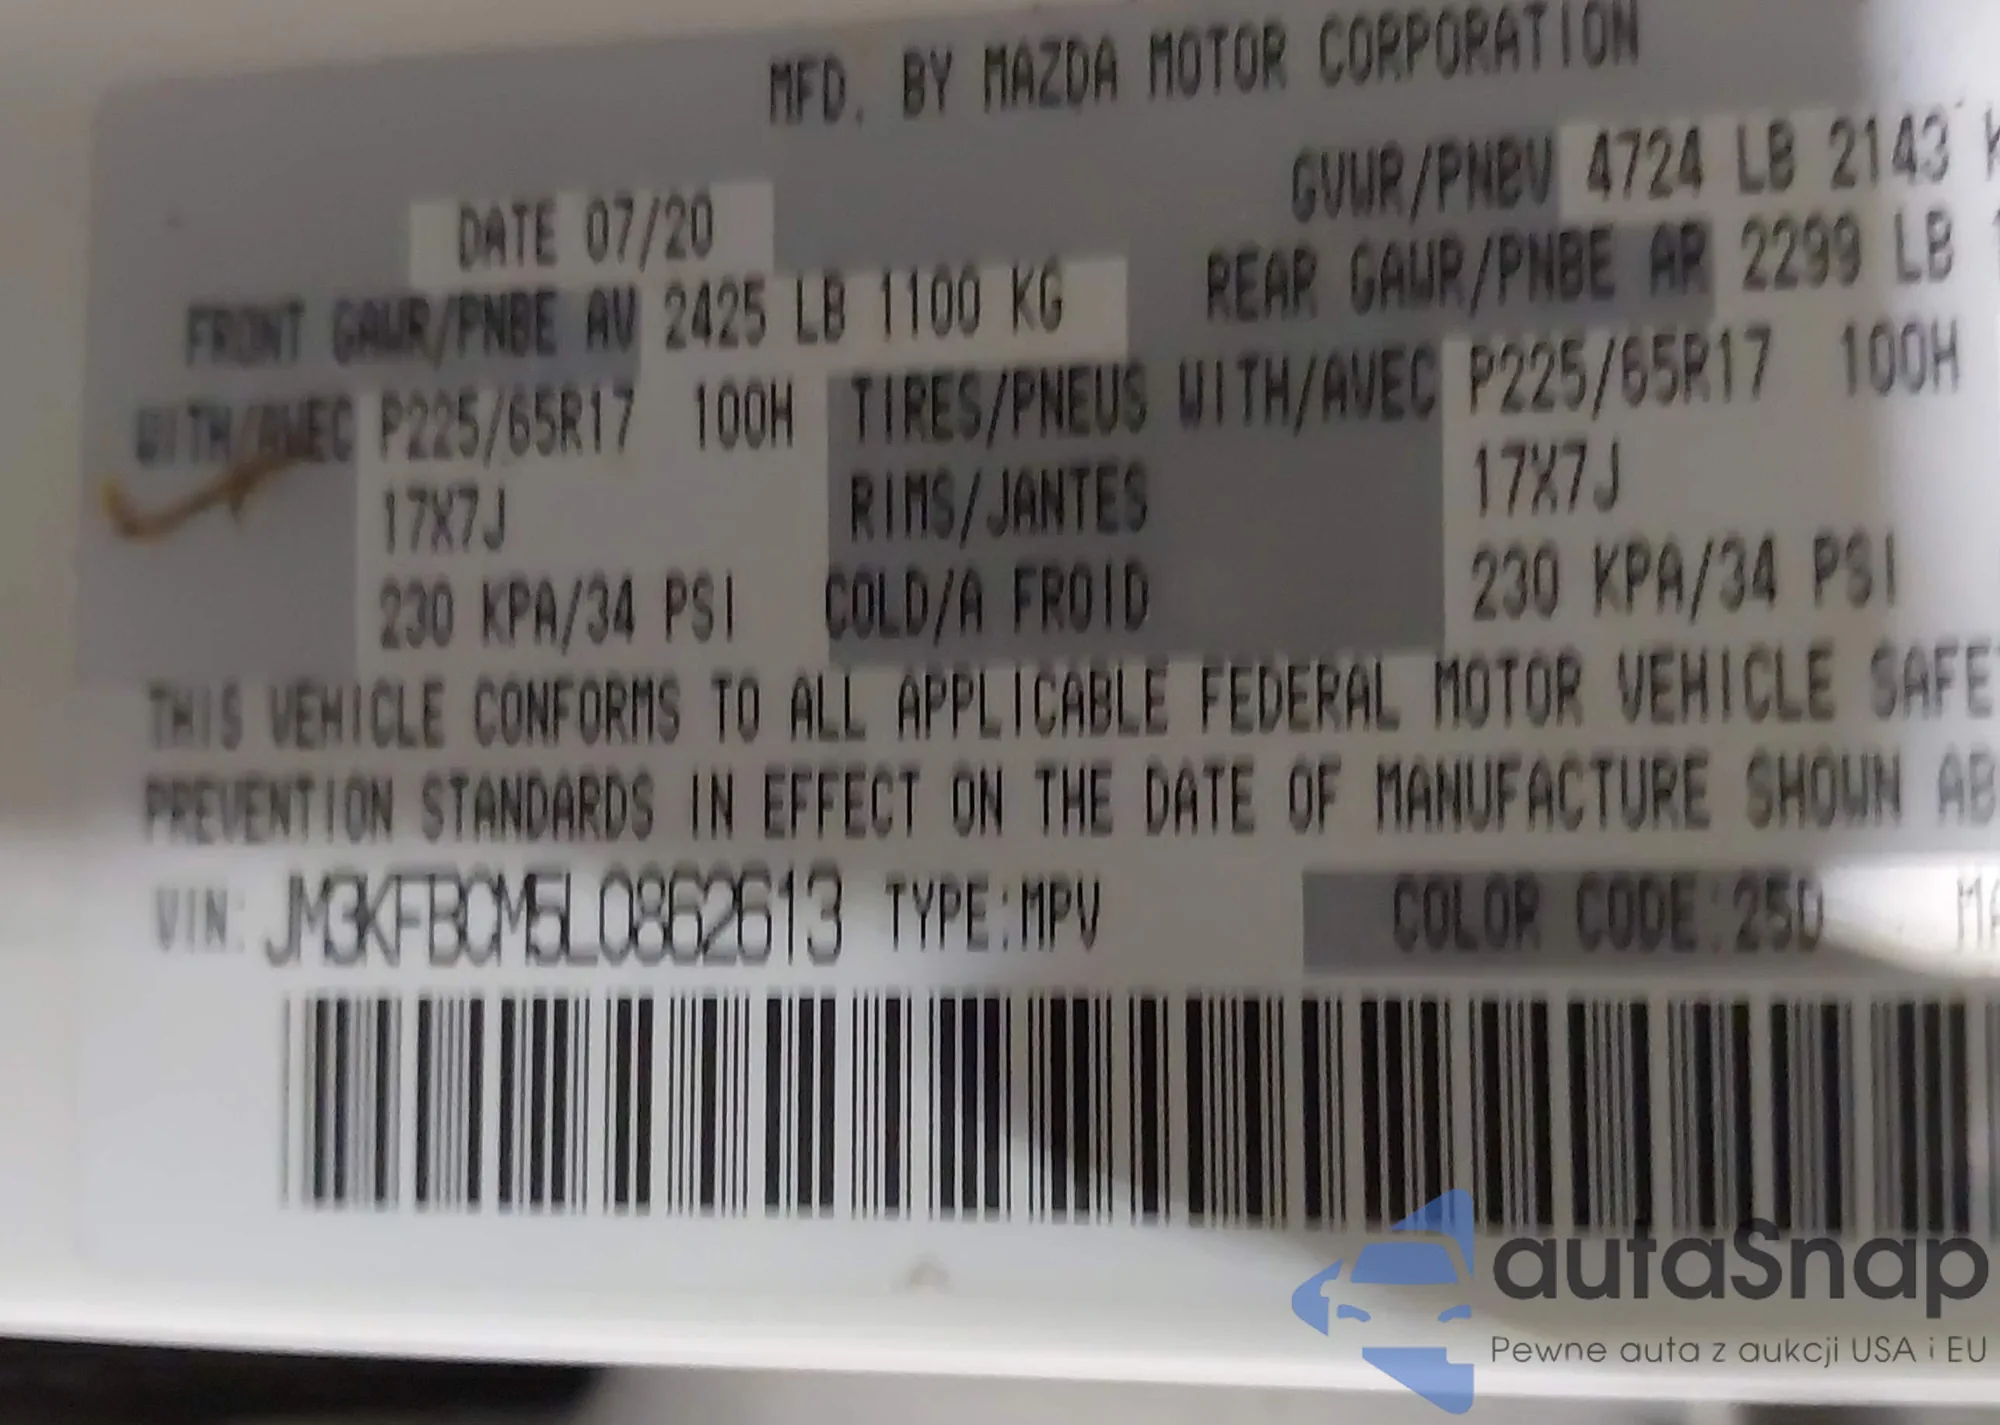 MFD. BY MAZDA MOTOR CORPORATION
DATE 07/20 GVWR/PNBV 4724 LB 2143 K
FRONT GAWR/PNBE AV 2425 LB 1100 KG REAR GAWR/PNBE AR 2299 LB 1
WITH/AVEC P225/65R17 100H TIRES/PNEUS WITH/AVEC P225/65R17 100H
17X7J RIMS/JANTES 17X7J
230 KPA/34 PSI COLD/A FROID 230 KPA/34 PSI
THIS VEHICLE CONFORMS TO ALL APPLICABLE FEDERAL MOTOR VEHICLE SAFET
PREVENTION STANDARDS IN EFFECT ON THE DATE OF MANUFACTURE SHOWN AB
VIN: JM3KFBCM5L0862613 TYPE:MPV COLOR CODE:25D MA
autaSnap
Pewne auta z aukcji USA i EU